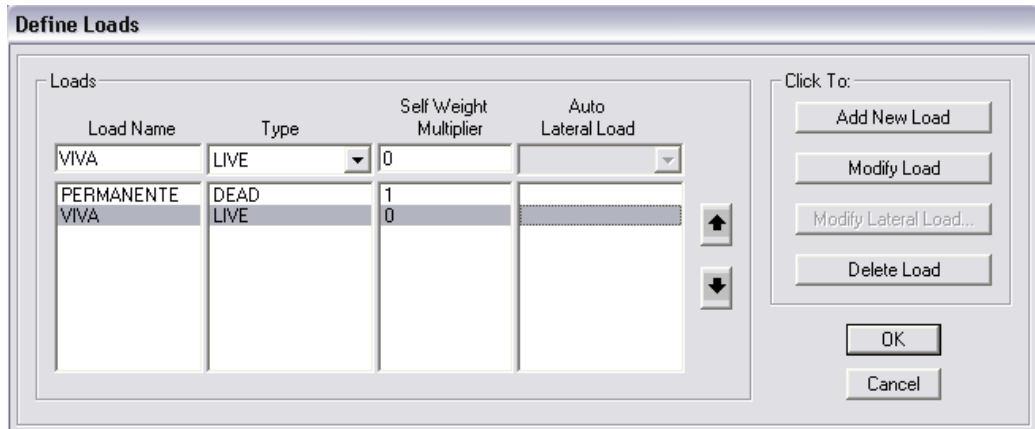 Define Loads
Loads
Load Name
Type
Self Weight
Multiplier
Auto
Lateral Load
VIVA
LIVE
0
PERMANENTE
DEAD
1
VIVA
LIVE
0
Click To:
Add New Load
Modify Load
Modify Lateral Load...
Delete Load
OK
Cancel